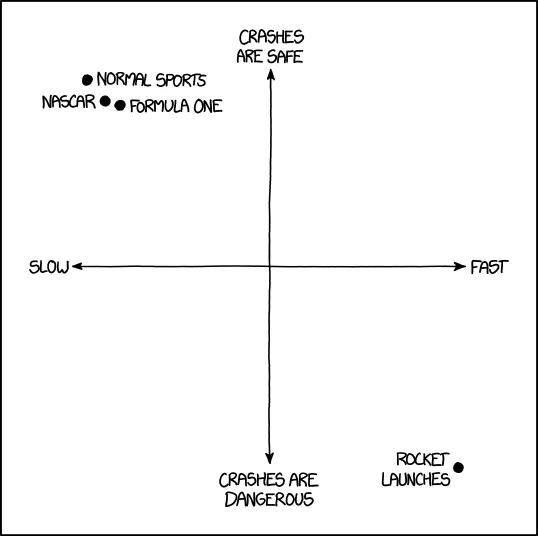 CRASHES
ARE SAFE
NORMAL SPORTS
NASCAR
FORMULA ONE
SLOW
FAST
ROCKET
LAUNCHES
CRASHES ARE
DANGEROUS